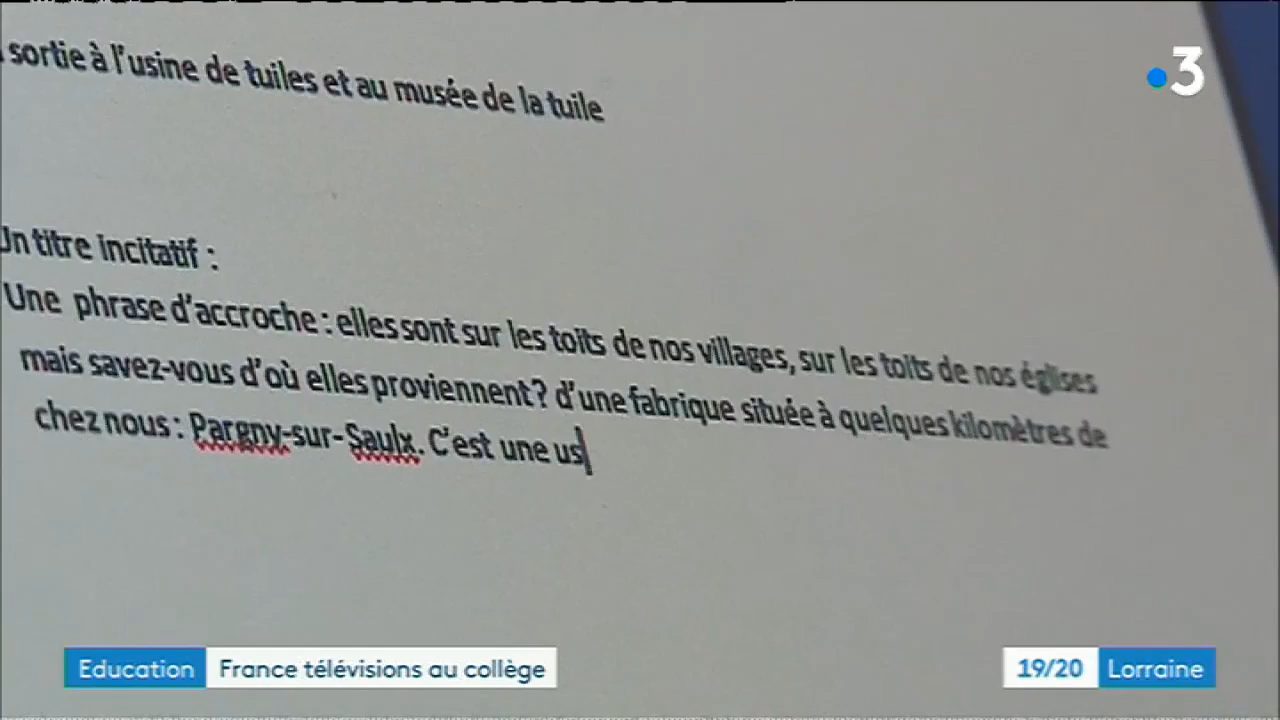 sortie à l'usine de tuiles et au musée de la tuile
3
Un titre incitatif :
Une phrase d'accroche : elles sont sur les toits de nos villages, sur les toits de nos églises
mais savez-vous d'où elles proviennent? d'une fabrique située à quelques kilomètres de
chez nous : Pargny-sur-Saulx. C'est une us
Education France télévisions au collège
19/20 Lorraine